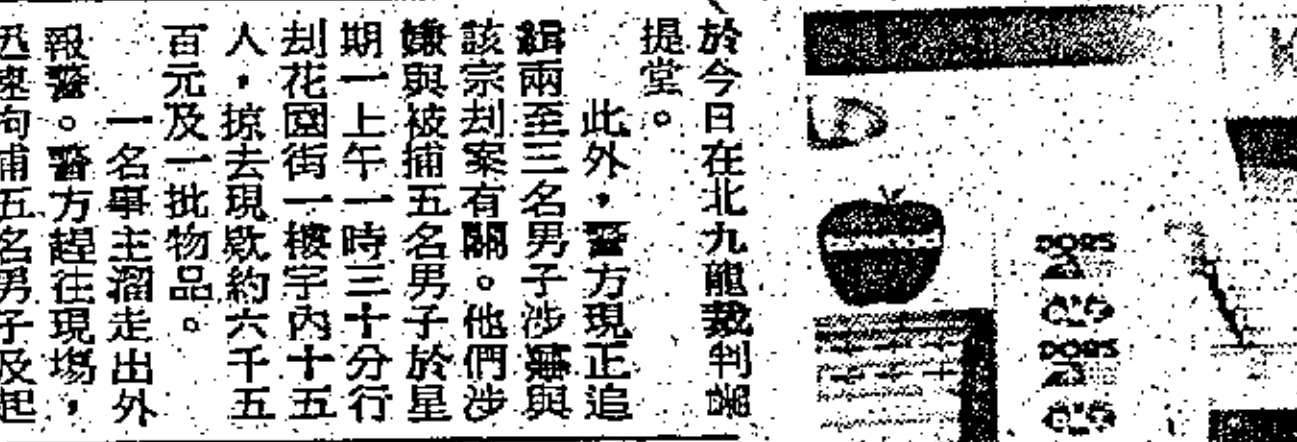 於今日在北九龍裁判署
提堂。
此外，警方現正追
緝兩至三名男子涉嫌與
該宗刦案有關。他們涉
嫌與被捕五名男子於星
期一上午一時三十分行
刦花園街一樓宇內十五
人，掠去現款約六千五
百元及一批物品。
一名事主溜走出外
報警。警方趕往現場，
迅速拘捕五名男子及起